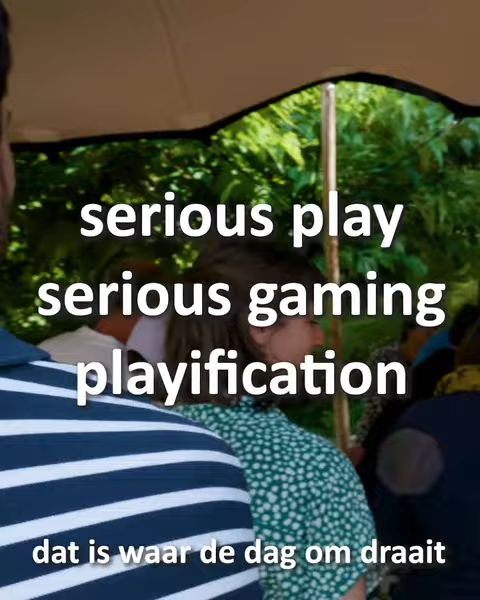 serious play
serious gaming
playification
dat is waar de dag om draait